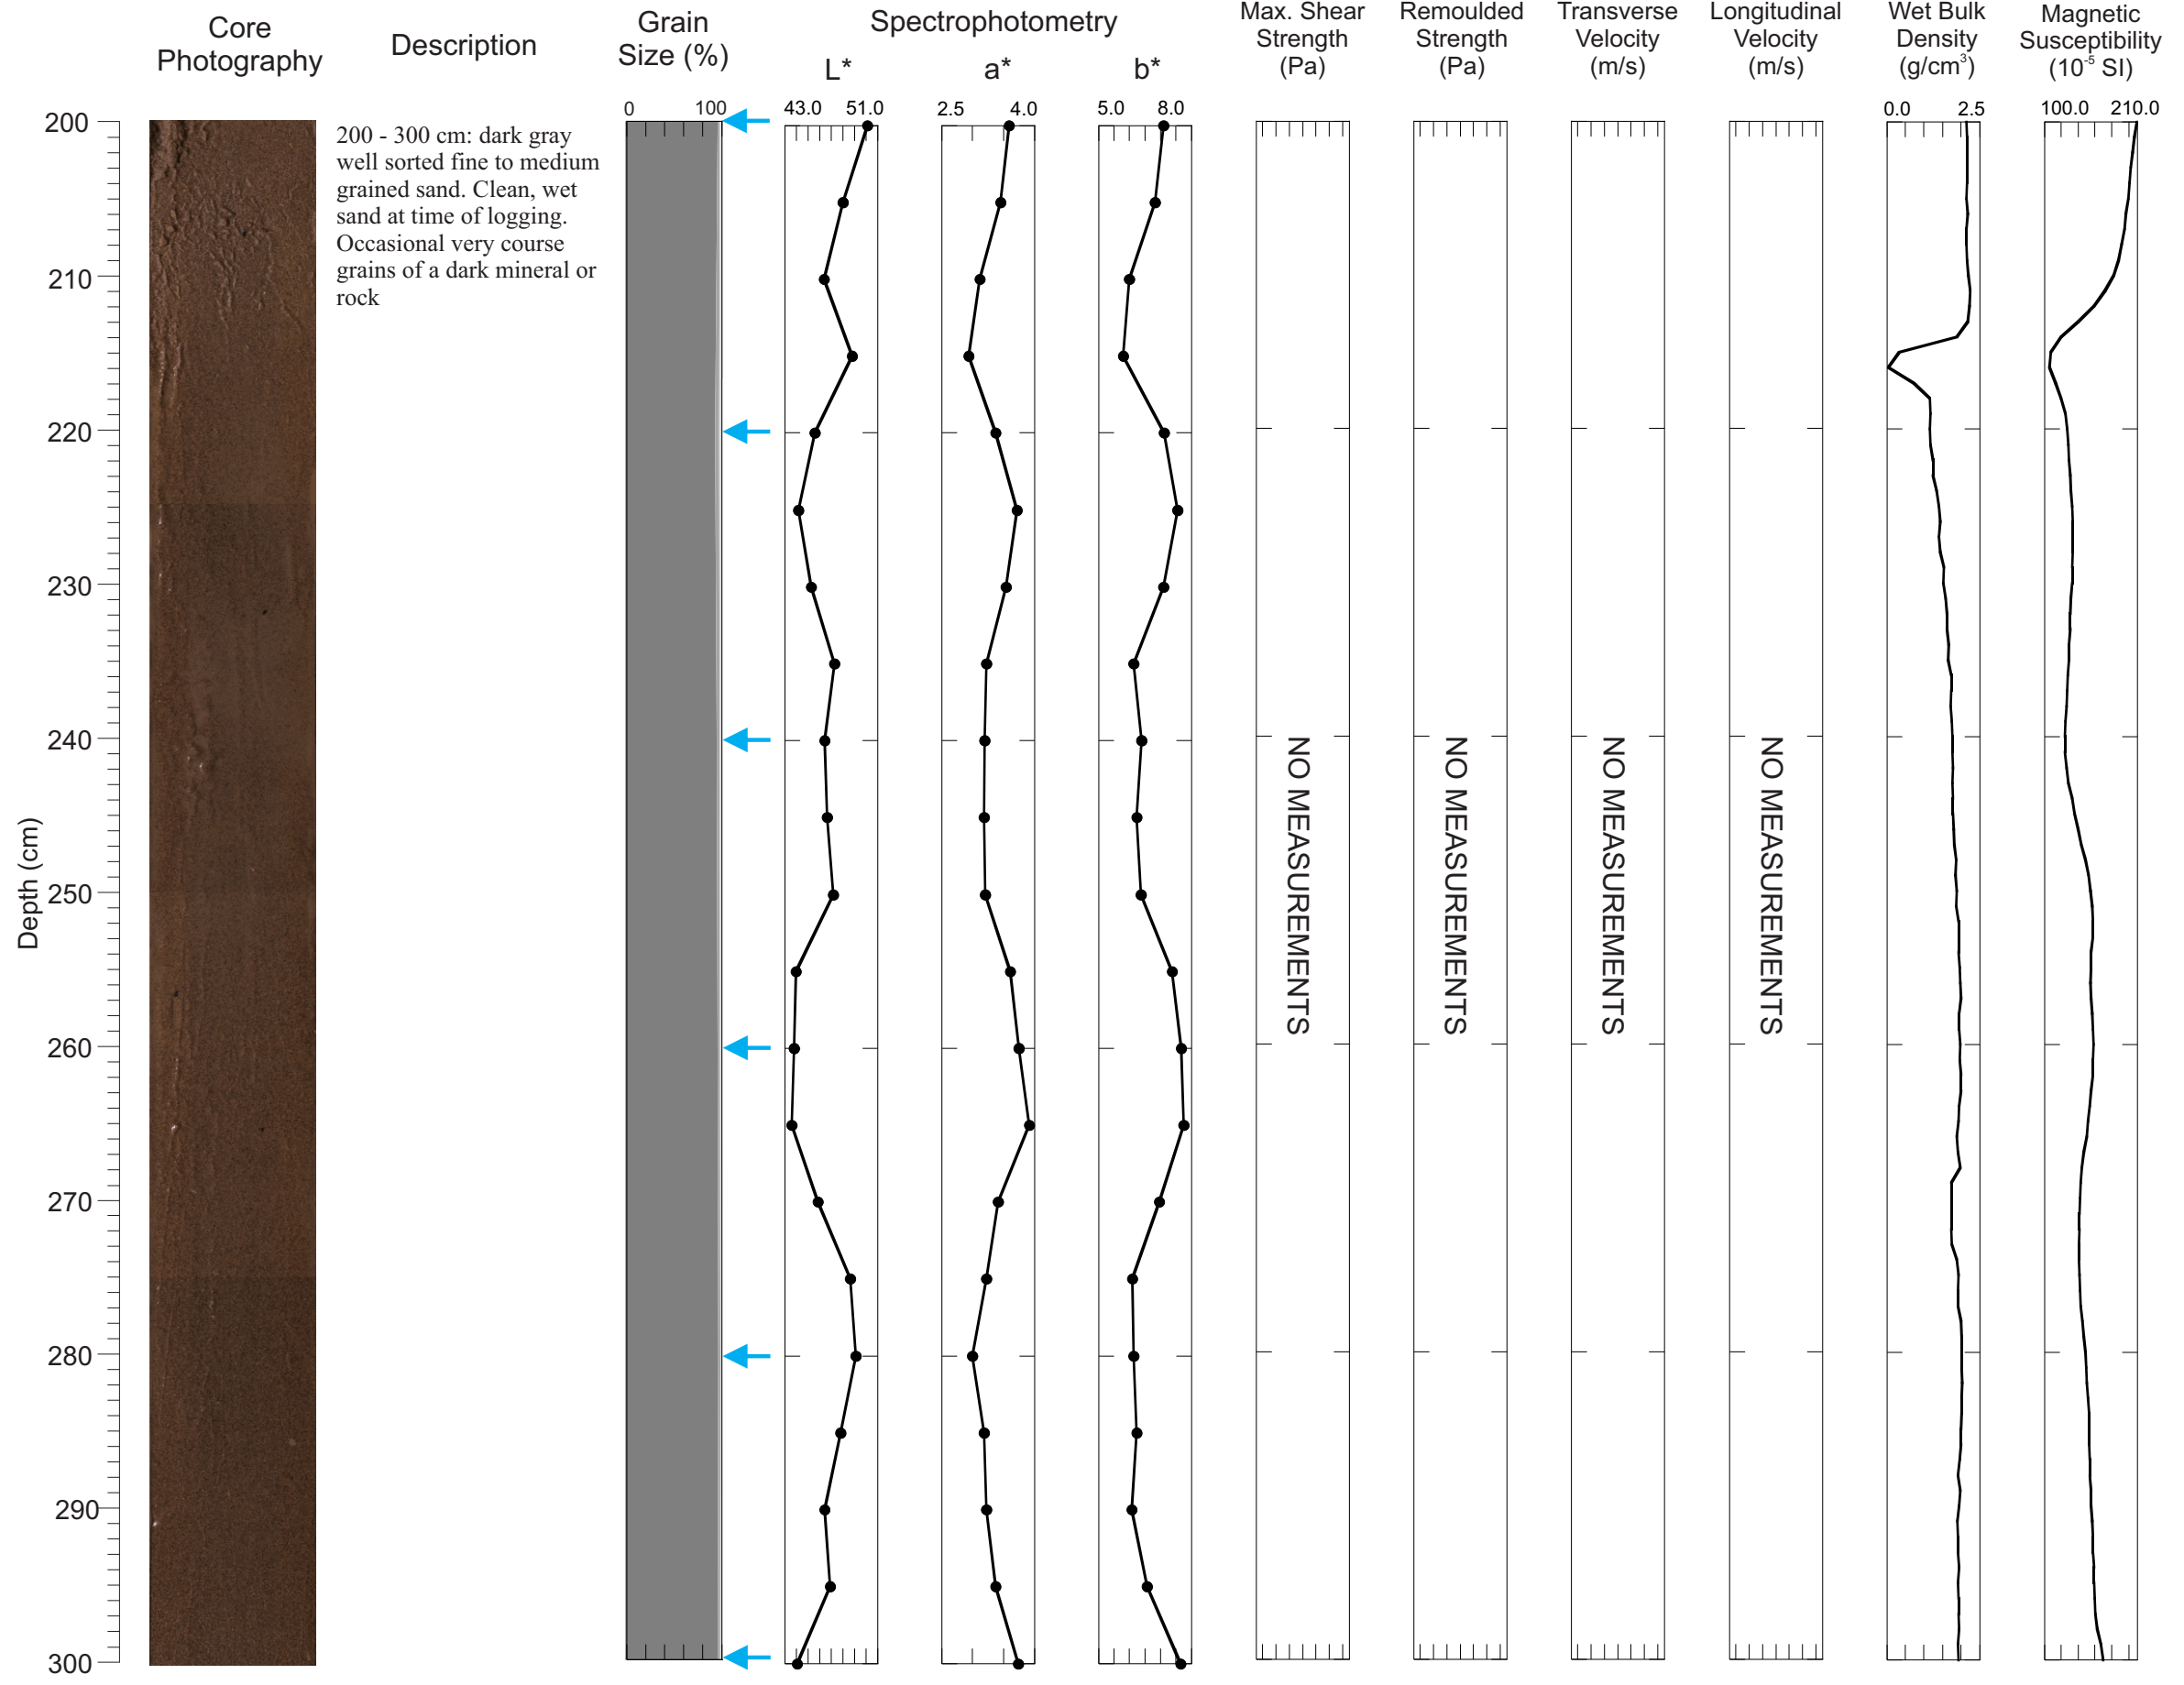 Core
Photography
Description
Grain
Size (%)
Spectrophotometry
L*
a*
b*
Max. Shear
Strength
(Pa)
Remoulded
Strength
(Pa)
Transverse
Velocity
(m/s)
Longitudinal
Velocity
(m/s)
Wet Bulk
Density
(g/cm³)
Magnetic
Susceptibility
(10⁻⁵ SI)
0 100
43.0 51.0
2.5 4.0
5.0 8.0
0.0 2.5
100.0 210.0
200 - 300 cm: dark gray
well sorted fine to medium
grained sand. Clean, wet
sand at time of logging.
Occasional very course
grains of a dark mineral or
rock
Depth (cm)
200
210
220
230
240
250
260
270
280
290
300
NO MEASUREMENTS
NO MEASUREMENTS
NO MEASUREMENTS
NO MEASUREMENTS